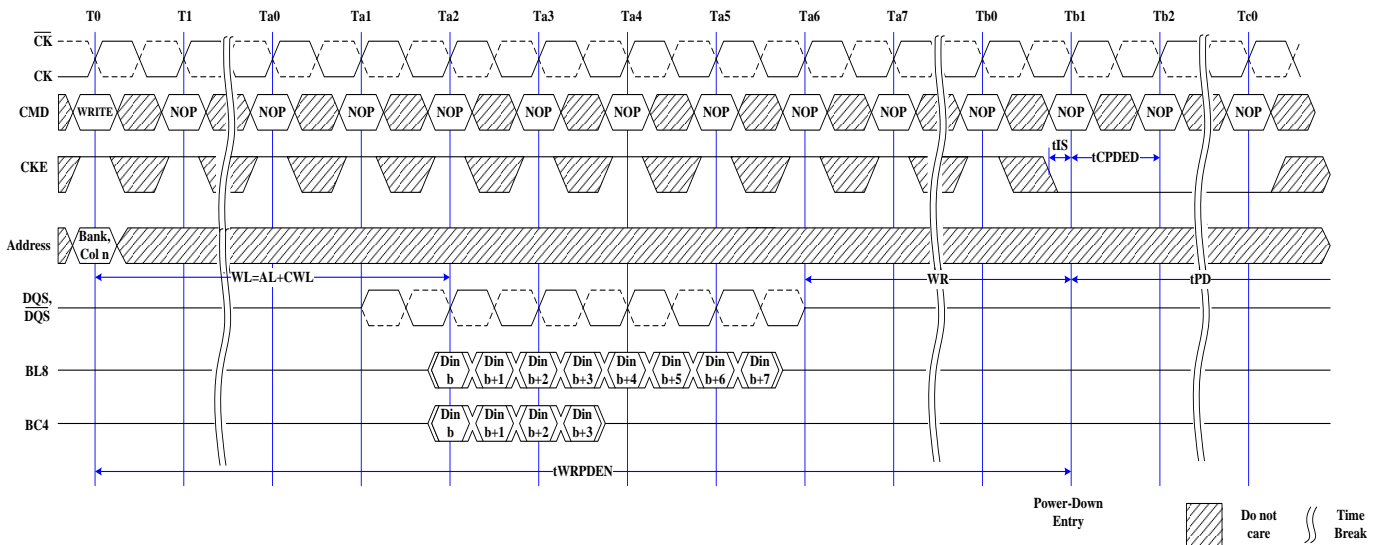 T0 T1 Ta0 Ta1 Ta2 Ta3 Ta4 Ta5 Ta6 Ta7 Tb0 Tb1 Tb2 Tc0
CK
CK
CMD WRITE NOP NOP NOP NOP NOP NOP NOP NOP NOP NOP NOP NOP NOP
tIS
CKE tCPDED
Address Bank,
Col n
WL=AL+CWL WR tPD
DQS,
DQS
BL8 Din Din Din Din Din Din Din Din
b b+1 b+2 b+3 b+4 b+5 b+6 b+7
BC4 Din Din Din Din
b b+1 b+2 b+3
tWRPDEN
Power-Down
Entry
Do not
care
Time
Break